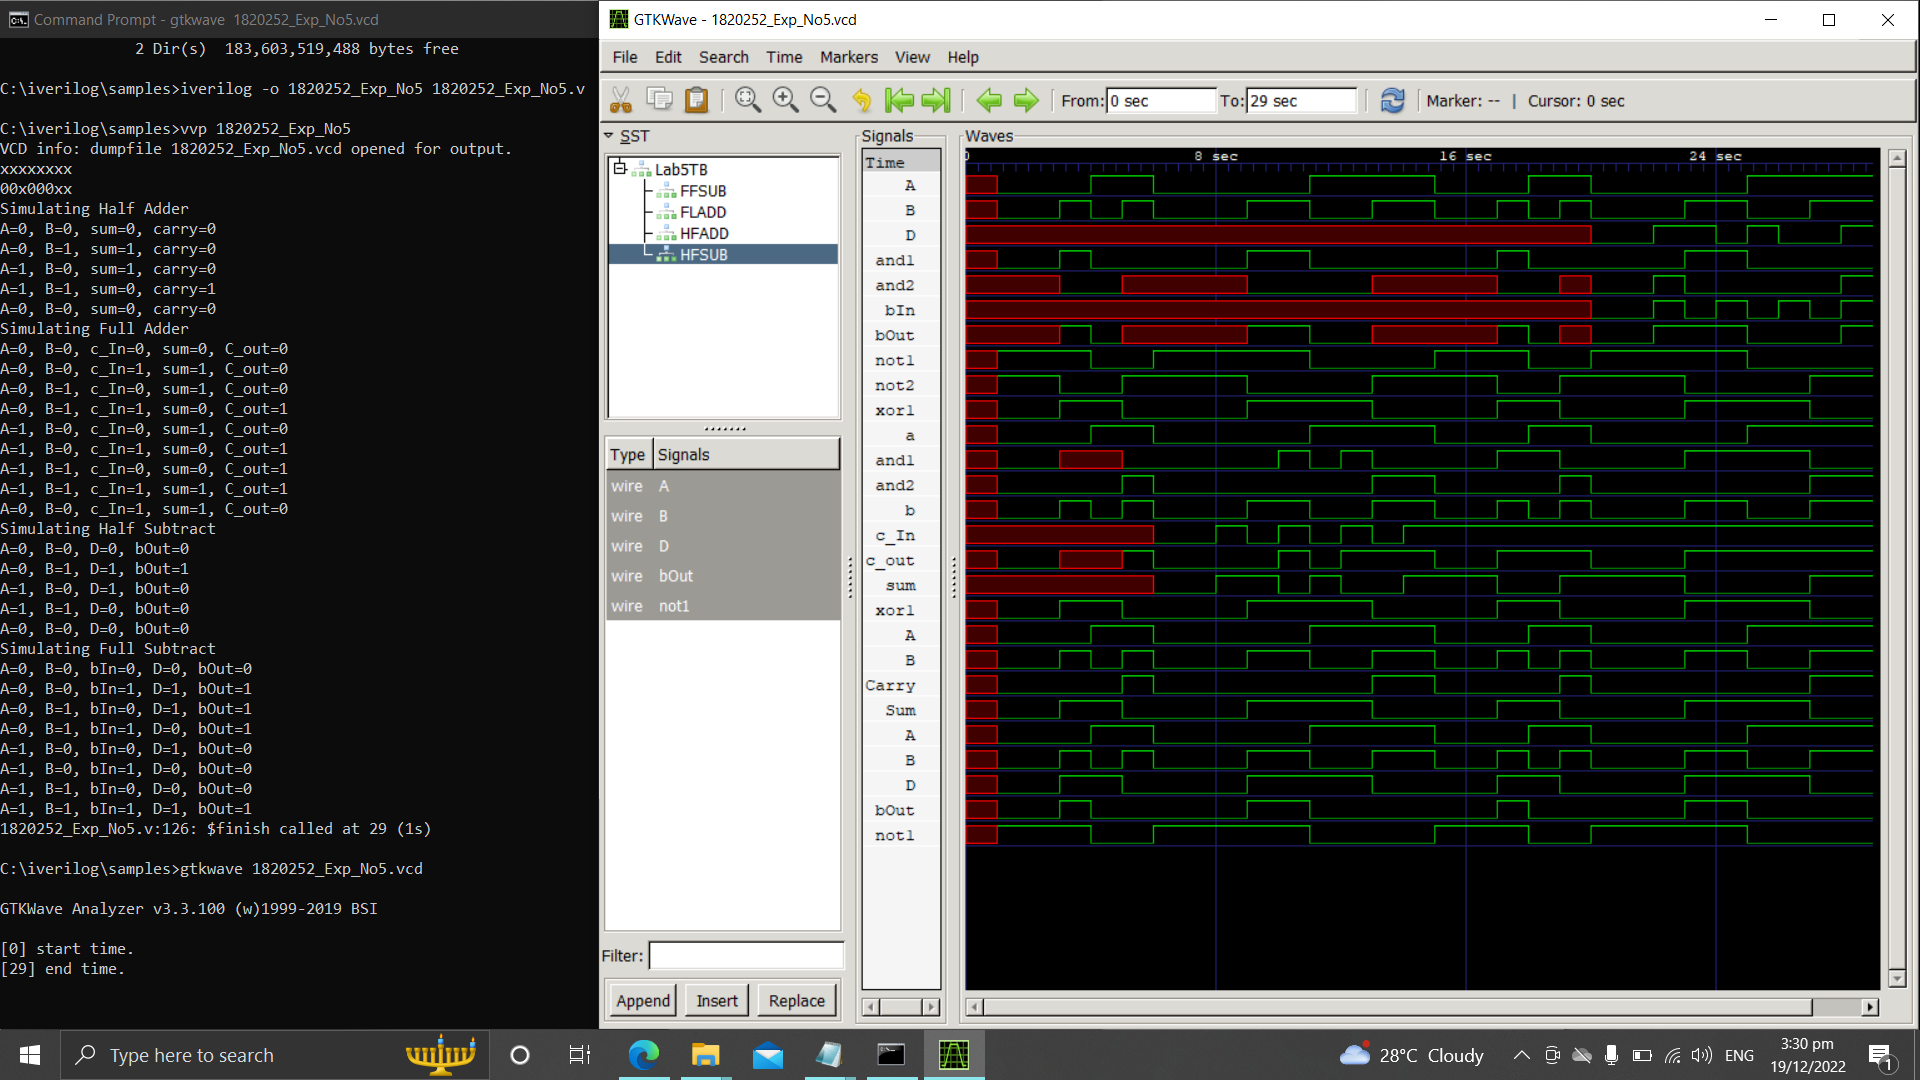 Command Prompt - gtkwave  1820252_Exp_No5.vcd
2 Dir(s)  183,603,519,488 bytes free
C:\iverilog\samples>iverilog -o 1820252_Exp_No5 1820252_Exp_No5.v
C:\iverilog\samples>vvp 1820252_Exp_No5
VCD info: dumpfile 1820252_Exp_No5.vcd opened for output.
xxxxxxxx
00x000xx
Simulating Half Adder
A=0, B=0, sum=0, carry=0
A=0, B=1, sum=1, carry=0
A=1, B=0, sum=1, carry=0
A=1, B=1, sum=0, carry=1
A=0, B=0, sum=0, carry=0
Simulating Full Adder
A=0, B=0, c_In=0, sum=0, C_out=0
A=0, B=0, c_In=1, sum=1, C_out=0
A=0, B=1, c_In=0, sum=1, C_out=0
A=0, B=1, c_In=1, sum=0, C_out=1
A=1, B=0, c_In=0, sum=1, C_out=0
A=1, B=0, c_In=1, sum=0, C_out=1
A=1, B=1, c_In=0, sum=0, C_out=1
A=1, B=1, c_In=1, sum=1, C_out=1
A=0, B=0, c_In=1, sum=1, C_out=0
Simulating Half Subtract
A=0, B=0, D=0, bOut=0
A=0, B=1, D=1, bOut=1
A=1, B=0, D=1, bOut=0
A=1, B=1, D=0, bOut=0
A=0, B=0, D=0, bOut=0
Simulating Full Subtract
A=0, B=0, bIn=0, D=0, bOut=0
A=0, B=0, bIn=1, D=1, bOut=1
A=0, B=1, bIn=0, D=1, bOut=1
A=0, B=1, bIn=1, D=0, bOut=1
A=1, B=0, bIn=0, D=1, bOut=0
A=1, B=0, bIn=1, D=0, bOut=0
A=1, B=1, bIn=0, D=0, bOut=0
A=1, B=1, bIn=1, D=1, bOut=1
1820252_Exp_No5.v:126: $finish called at 29 (1s)
C:\iverilog\samples>gtkwave 1820252_Exp_No5.vcd
GTKWave Analyzer v3.3.100 (w)1999-2019 BSI
[0] start time.
[29] end time.
GTKWave - 1820252_Exp_No5.vcd
File Edit Search Time Markers View Help
From: 0 sec To: 29 sec Marker: -- | Cursor: 0 sec
SST
Lab5TB
FFSUB
FLADD
HFADD
HFSUB
Type Signals
wire A
wire B
wire D
wire bOut
wire not1
Filter:
Append Insert Replace
Signals
Time
A
B
D
and1
and2
bIn
bOut
not1
not2
xor1
a
and1
and2
b
c_In
c_out
sum
xor1
A
B
Carry
Sum
A
B
D
bOut
not1
Waves
0 8 sec 16 sec 24 sec
Type here to search
28°C Cloudy
ENG
3:30 pm
19/12/2022
1